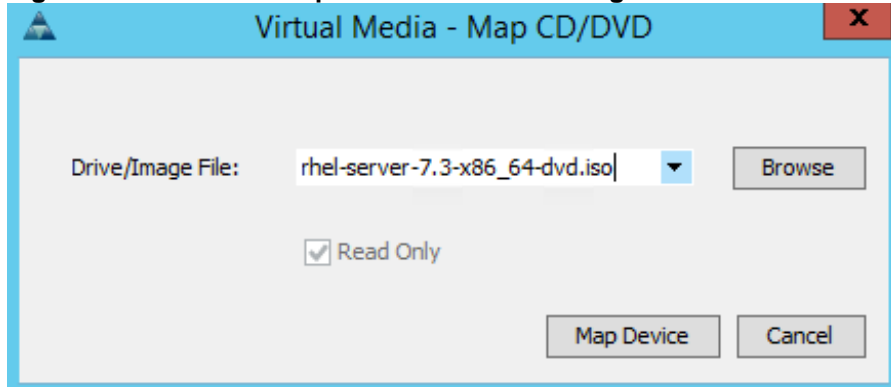 Virtual Media - Map CD/DVD
x
Drive/Image File: rhel-server-7.3-x86_64-dvd.iso Browse
Read Only
Map Device Cancel